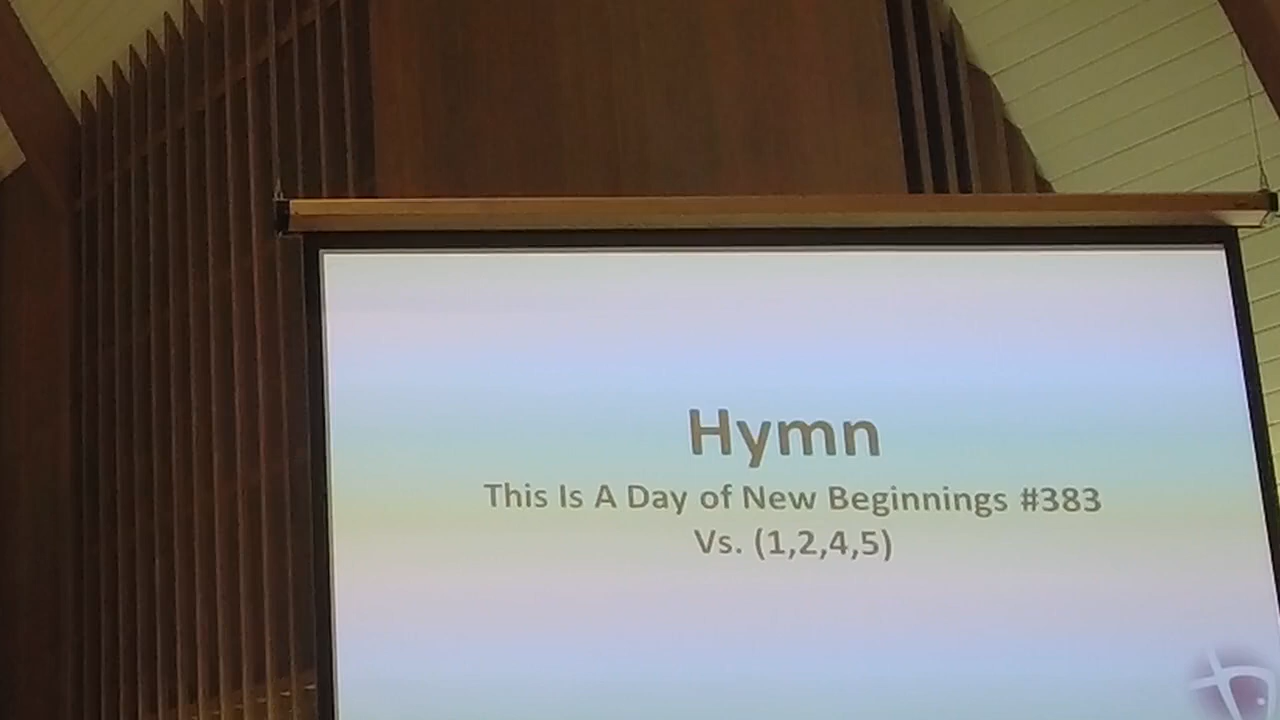 Hymn
This Is A Day of New Beginnings #383
Vs. (1,2,4,5)